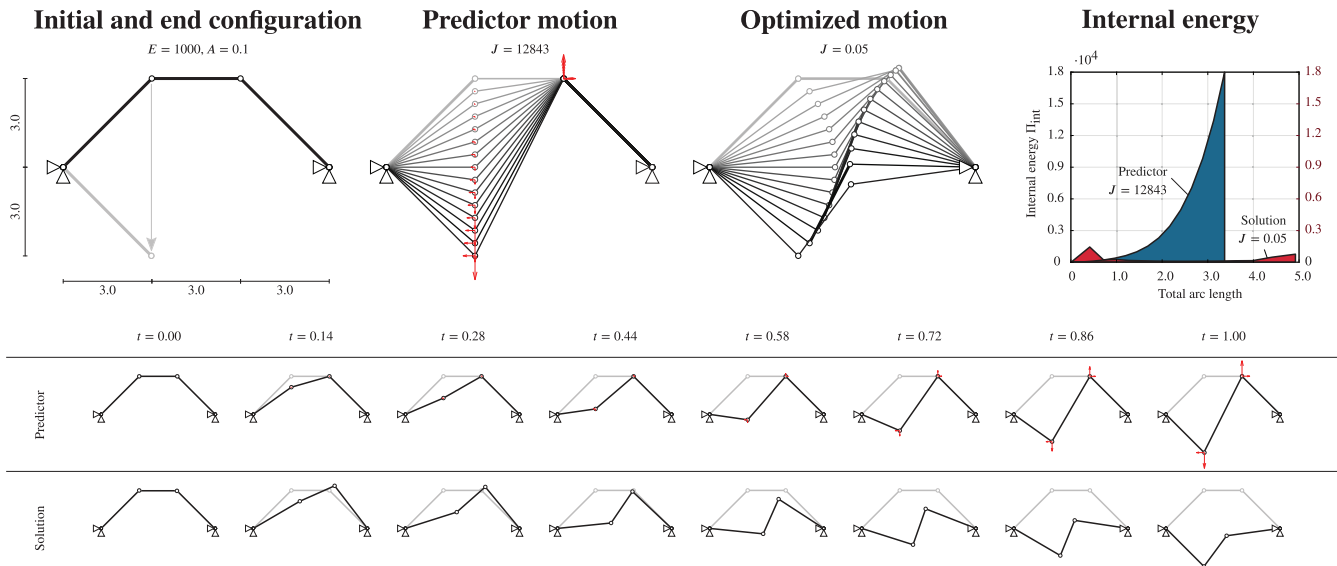 Initial and end configuration
E = 1000, A = 0.1
3.0
3.0
3.0
3.0
3.0
Predictor motion
J = 12843
Optimized motion
J = 0.05
Internal energy
·10⁴
1.8
1.5
1.2
0.9
0.6
0.3
0
Internal energy Π_int
Predictor
J = 12843
Solution
J = 0.05
1.8
1.5
1.2
0.9
0.6
0.3
0
0
1.0
2.0
3.0
4.0
5.0
Total arc length
t = 0.00
t = 0.14
t = 0.28
t = 0.44
t = 0.58
t = 0.72
t = 0.86
t = 1.00
Predictor
Solution